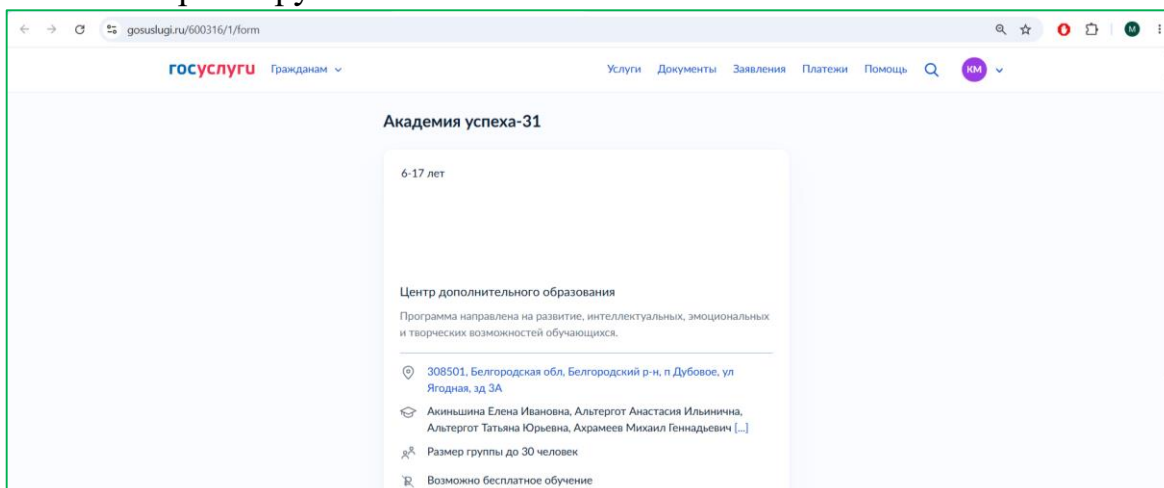 gosuslugi.ru/600316/1/form
M
госуслуги Гражданам Услуги Документы Заявления Платежи Помощь КМ
Академия успеха-31
6-17 лет
Центр дополнительного образования
Программа направлена на развитие, интеллектуальных, эмоциональных
и творческих возможностей обучающихся.
308501, Белгородская обл, Белгородский р-н, п Дубовое, ул
Ягодная, зд 3А
Акиньшина Елена Ивановна, Альтергот Анастасия Ильинична,
Альтергот Татьяна Юрьевна, Ахрамеев Михаил Геннадьевич [...]
Размер группы до 30 человек
Возможно бесплатное обучение